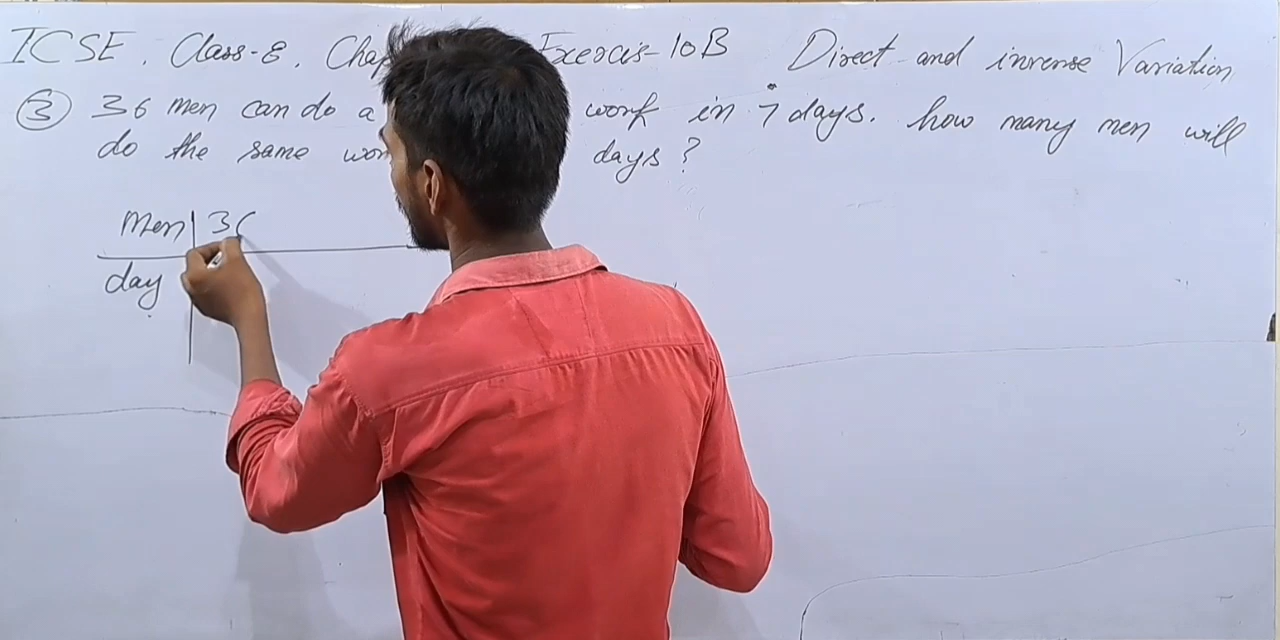 ICSE. Class-8. Chap Exercis-10B Direct and inverse Variation
③ 36 men can do a work in 7 days. how many men will
do the same wor days?
Men 36
day